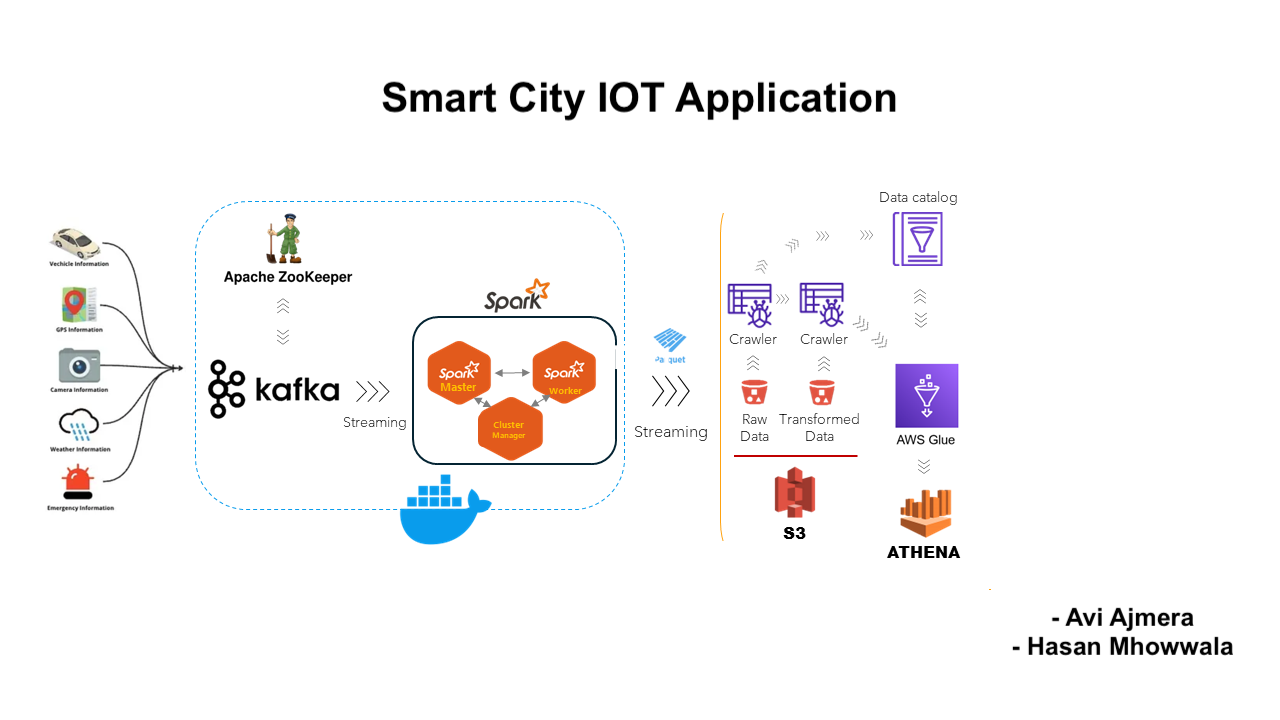 Smart City IOT Application
Vechicle Information
GPS Information
Camera Information
Weather Information
Emergency Information
Apache ZooKeeper
kafka
Streaming
Spark
Spark
Master
Spark
Worker
Cluster
Manager
Pa quet
Streaming
Data catalog
Crawler
Crawler
Raw
Data
Transformed
Data
S3
AWS Glue
ATHENA
- Avi Ajmera
- Hasan Mhowwala